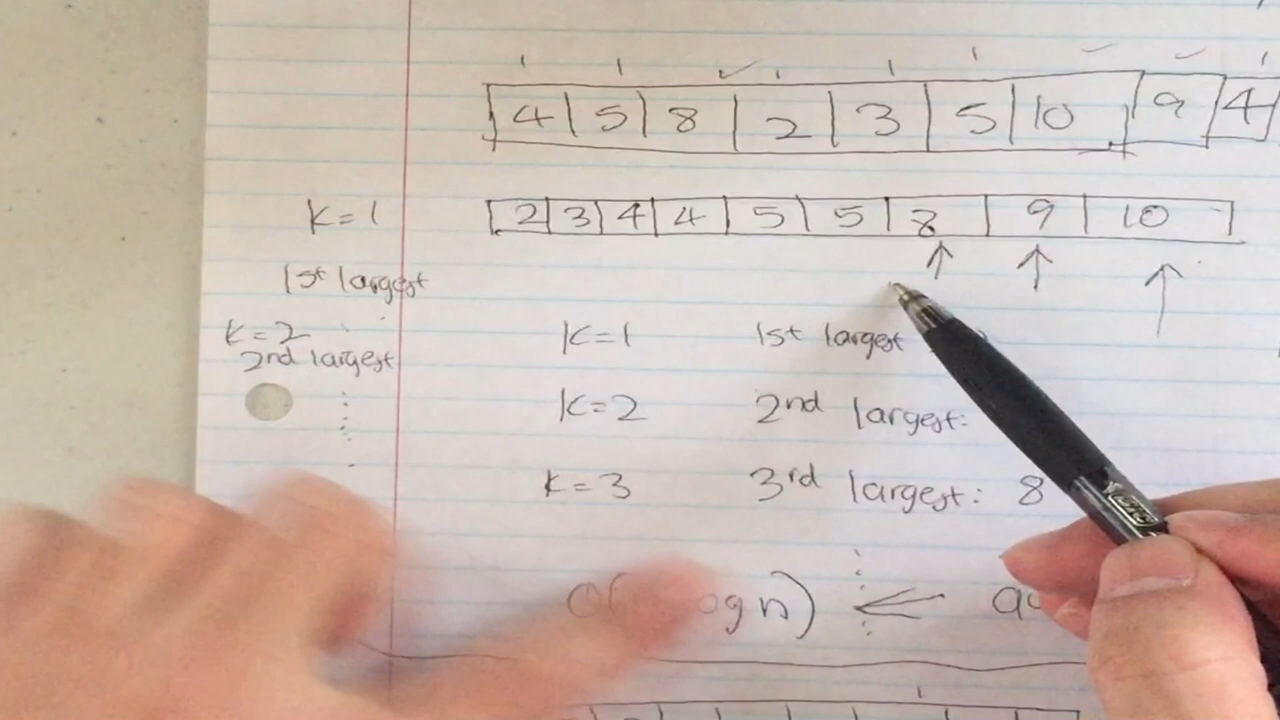 4 5 8 2 3 5 10 9 4
K=1 2 3 4 4 5 5 8 9 10
1st largest
K=2
2nd largest
K=1 1st largest
K=2 2nd largest:
K=3 3rd largest: 8
og n)